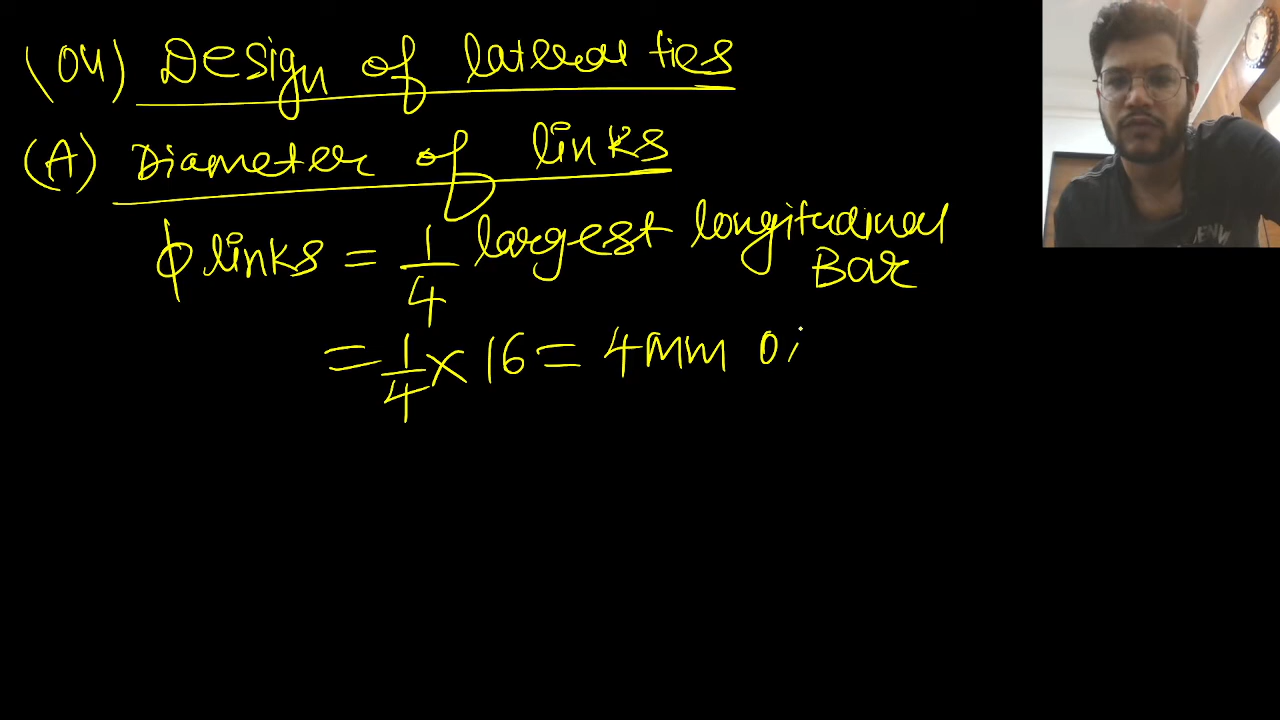 (04) Design of lateral ties
(A) Diameter of links
ϕ links = 1/4 largest longitudinal Bar
= 1/4 × 16 = 4mm